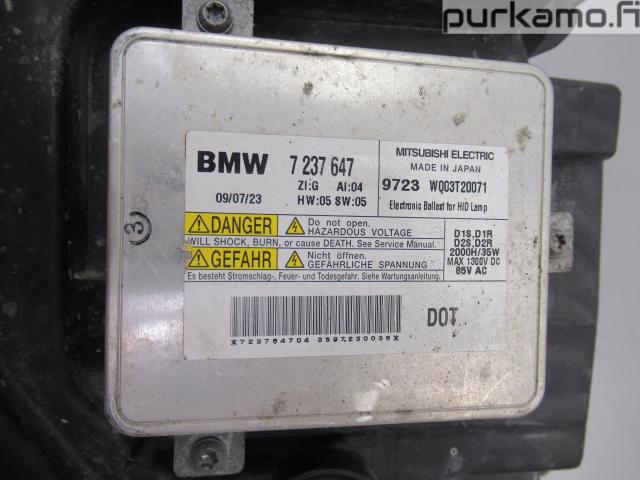 purkamo.fi
BMW 7 237 647
ZI:G AI:04
09/07/23 HW:05 SW:05
MITSUBISHI ELECTRIC
MADE IN JAPAN
9723 WQ03T20071
Electronic Ballast for HID Lamp
DANGER Do not open.
HAZARDOUS VOLTAGE
WILL SHOCK, BURN, or cause DEATH. See Service Manual.
GEFAHR Nicht öffnen.
GEFÄHRLICHE SPANNUNG
Es besteht Stromschlag-, Feuer- und Todesgefahr. Siehe Wartungsanleitung.
D1S,D1R
D2S,D2R
2000H/35W
MAX 1300V DC
85V AC
DOT
*723764704 3597230036*
3